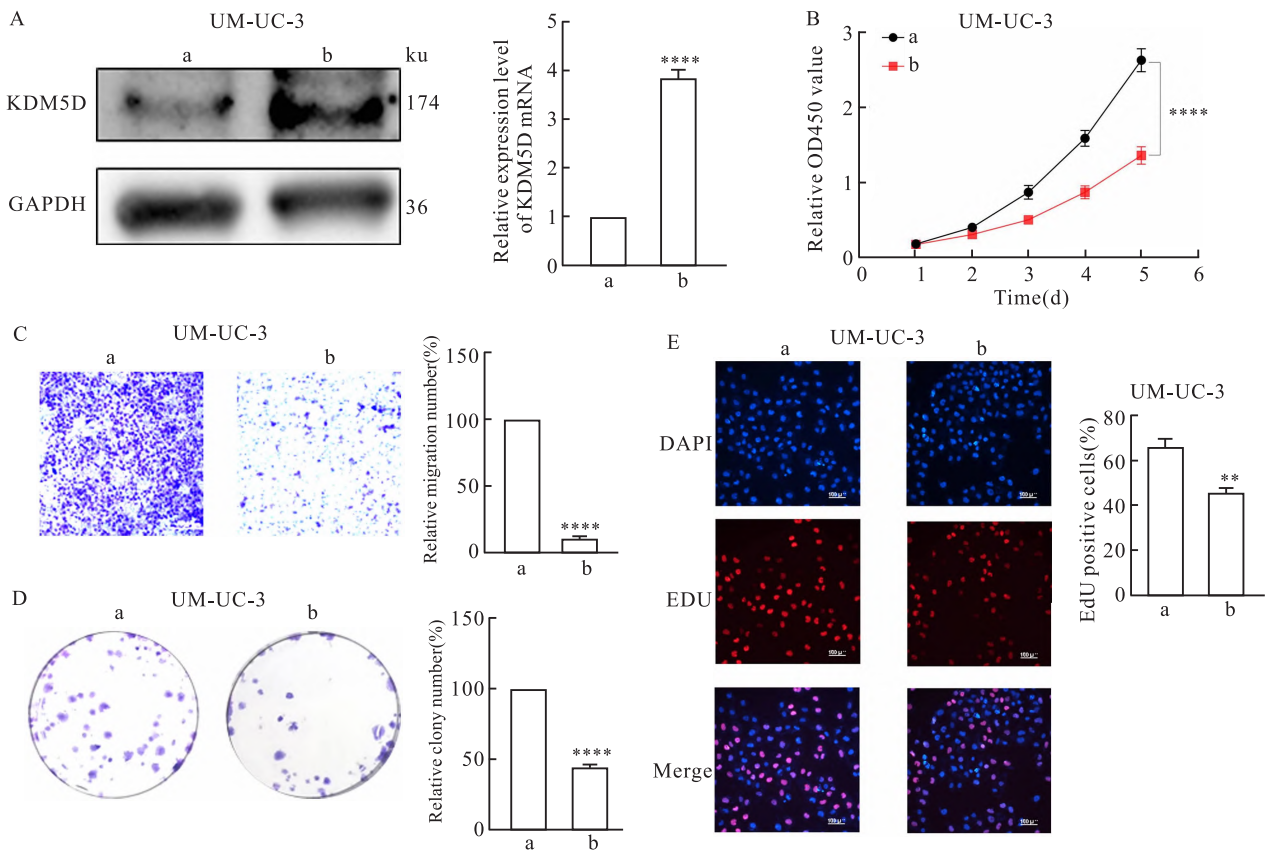 A
UM-UC-3
a b ku
KDM5D 174
GAPDH 36
Relative expression level
of KDM5D mRNA
5
4
3
2
1
0
****
a b
B
UM-UC-3
a
b
Relative OD450 value
3
2
1
0
****
0 1 2 3 4 5 6
Time(d)
C
UM-UC-3
a b
Relative migration number(%)
150
100
50
0
****
a b
D
UM-UC-3
a b
Relative clony number(%)
150
100
50
0
****
a b
E
UM-UC-3
a b
DAPI
EDU
Merge
UM-UC-3
EdU positive cells(%)
80
60
40
20
0
**
a b